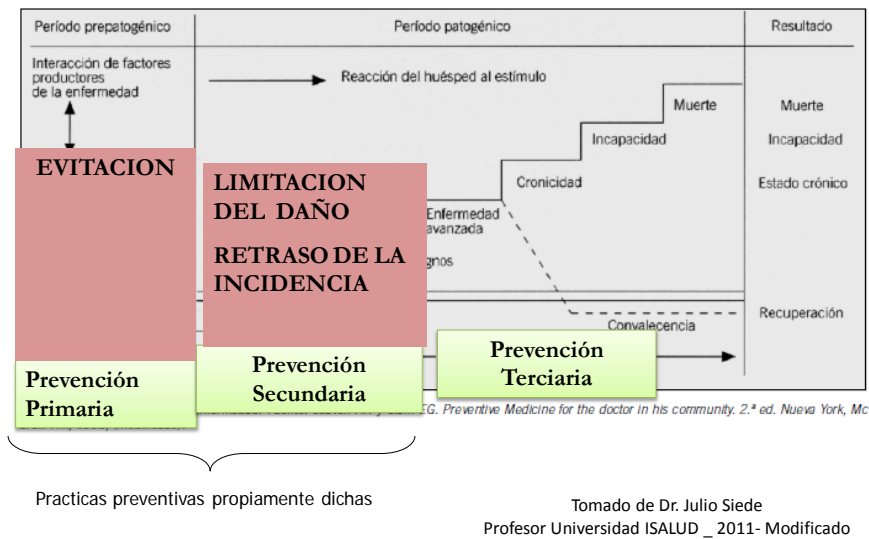 Período prepatogénico
Período patogénico
Resultado
Interacción de factores
productores
de la enfermedad
Reacción del huésped al estímulo
Muerte
Muerte
Incapacidad
Incapacidad
Cronicidad
Estado crónico
EVITACION
LIMITACION
DEL DAÑO
RETRASO DE LA
INCIDENCIA
Enfermedad
avanzada
gnos
Recuperación
Convalecencia
Prevención
Primaria
Prevención
Secundaria
Prevención
Terciaria
EG. Preventive Medicine for the doctor in his community. 2.ª ed. Nueva York, Mc
Practicas preventivas propiamente dichas
Tomado de Dr. Julio Siede
Profesor Universidad ISALUD _ 2011- Modificado